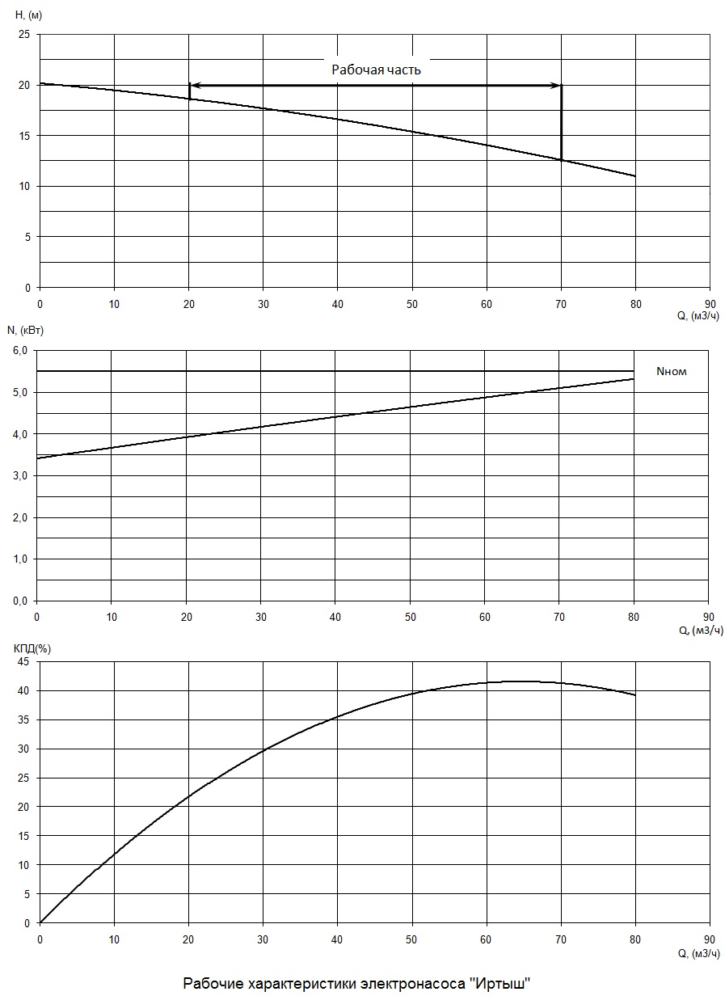 H, (м)
25
Рабочая часть
20
15
10
5
0
0 10 20 30 40 50 60 70 80 90
Q, (м3/ч)
N, (кВт)
6,0
Nном
5,0
4,0
3,0
2,0
1,0
0,0
0 10 20 30 40 50 60 70 80 90
Q, (м3/ч)
КПД(%)
45
40
35
30
25
20
15
10
5
0
0 10 20 30 40 50 60 70 80 90
Q, (м3/ч)
Рабочие характеристики электронасоса "Иртыш"